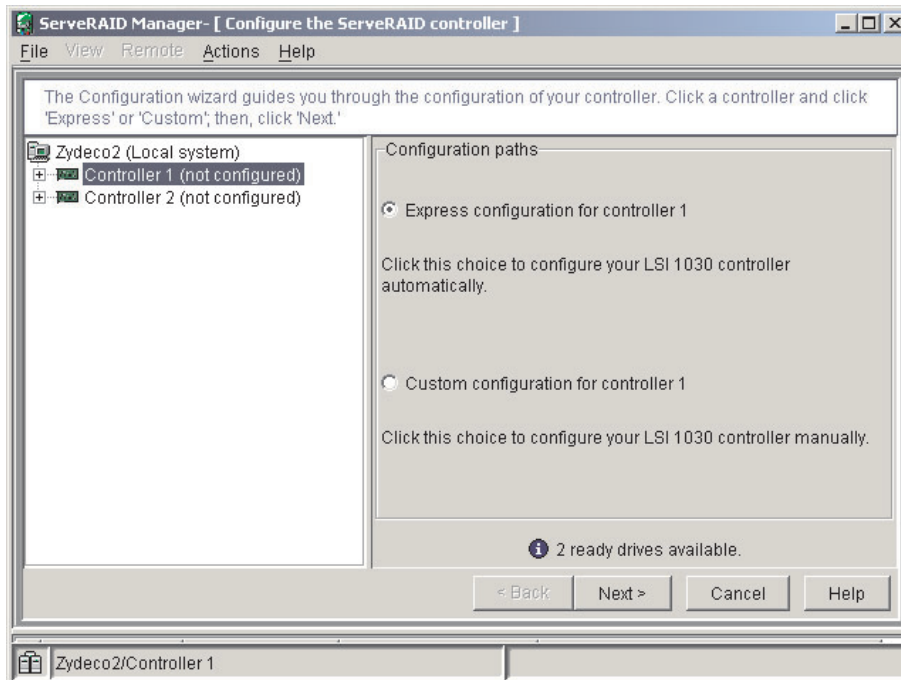 ServeRAID Manager- [ Configure the ServeRAID controller ]
File View Remote Actions Help
The Configuration wizard guides you through the configuration of your controller. Click a controller and click
'Express' or 'Custom'; then, click 'Next.'
Zydeco2 (Local system)
Controller 1 (not configured)
Controller 2 (not configured)
Configuration paths
Express configuration for controller 1
Click this choice to configure your LSI 1030 controller
automatically.
Custom configuration for controller 1
Click this choice to configure your LSI 1030 controller manually.
2 ready drives available.
< Back Next > Cancel Help
Zydeco2/Controller 1